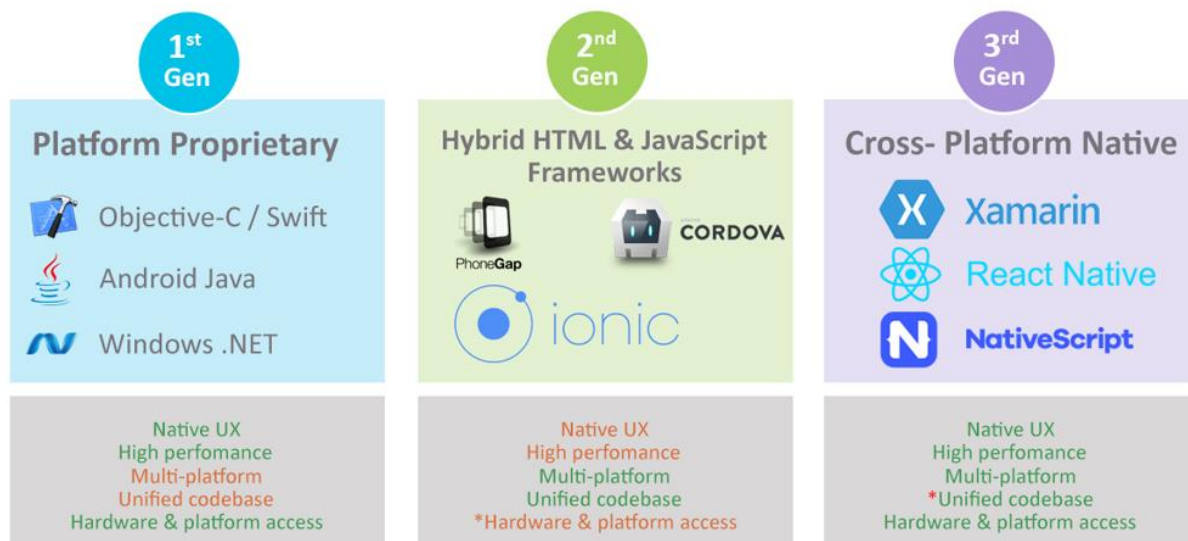 1st
Gen
Platform Proprietary
Objective-C / Swift
Android Java
Windows .NET
Native UX
High perfomance
Multi-platform
Unified codebase
Hardware & platform access
2nd
Gen
Hybrid HTML & JavaScript
Frameworks
PhoneGap
APACHE
CORDOVA
ionic
Native UX
High perfomance
Multi-platform
Unified codebase
*Hardware & platform access
3rd
Gen
Cross- Platform Native
X
Xamarin
React Native
N
NativeScript
Native UX
High perfomance
Multi-platform
*Unified codebase
Hardware & platform access